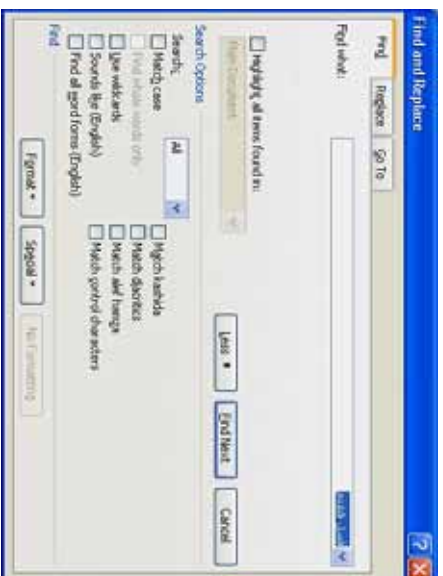 Find and Replace
Find Replace Go To
Find what:
Highlight all items found in:
Main Document
Less Find Next Cancel
Search Options
Search: All
Match case
Find whole words only
Use wildcards
Sounds like (English)
Find all word forms (English)
Match kashida
Match diacritics
Match alef hamza
Match control characters
Find
Format Special No Formatting